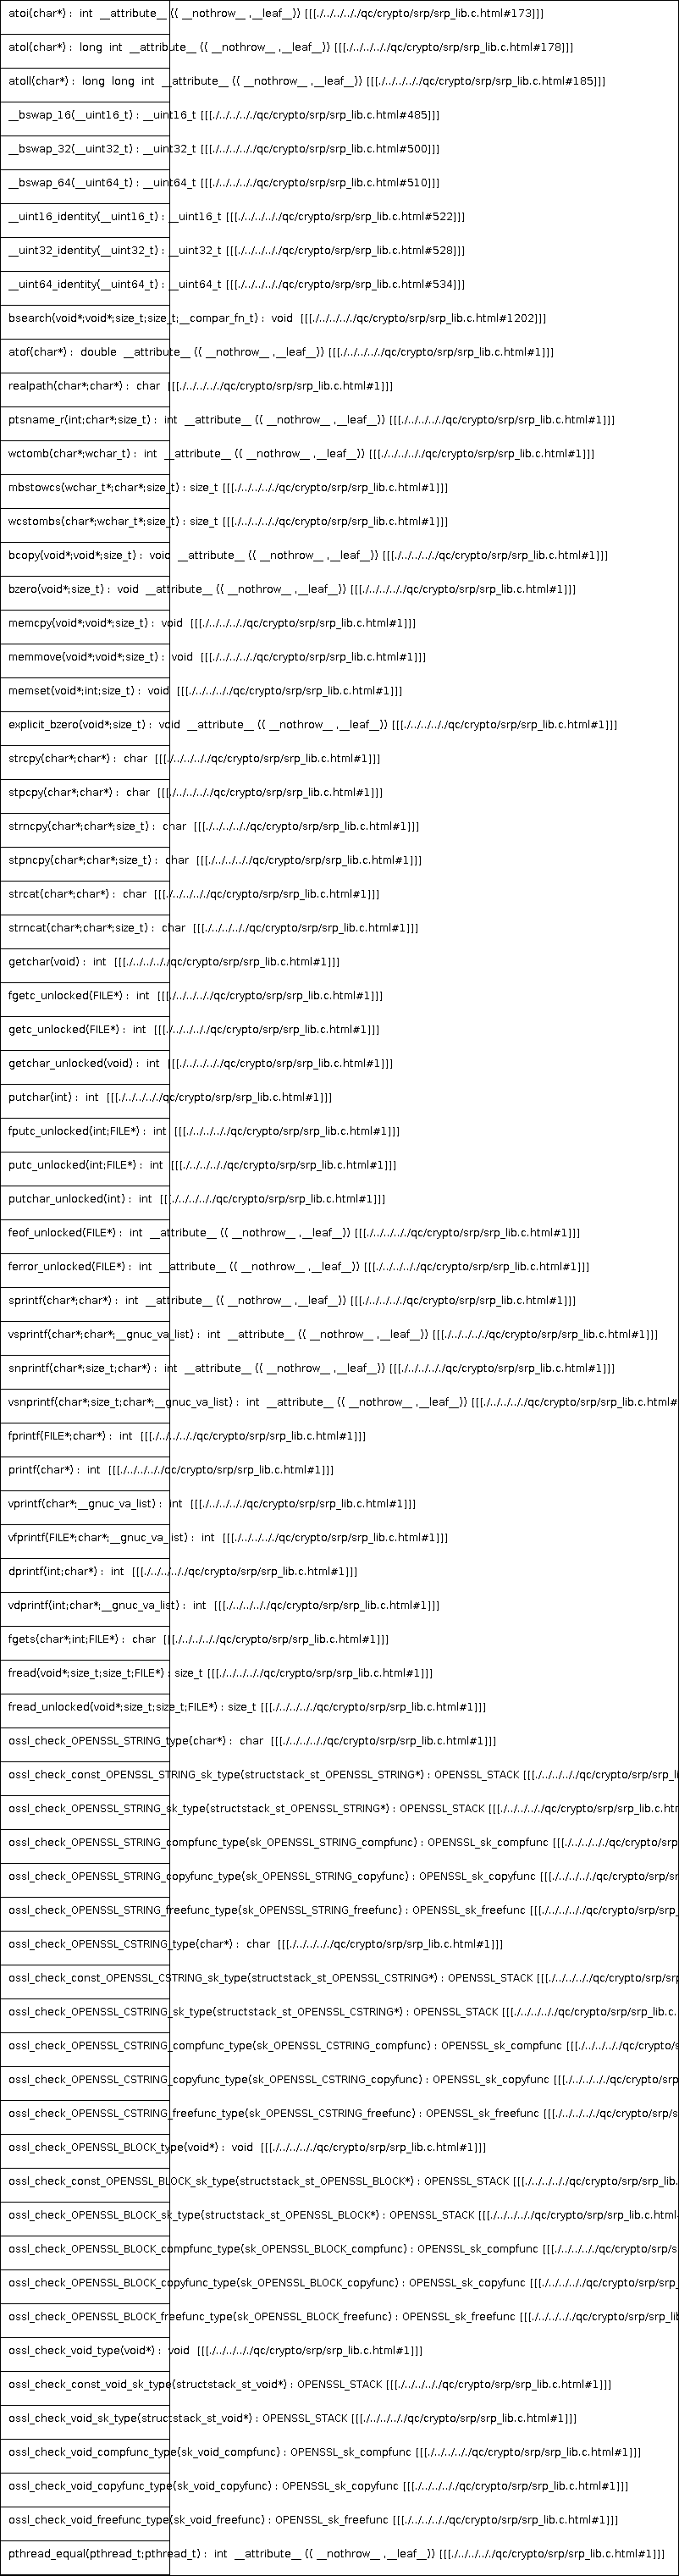 atoi(char*) : int __attribute__ (( __nothrow__ ,__leaf__)) [[[./../../../qc/crypto/srp/srp_lib.c.html#173]]]
atol(char*) : long int __attribute__ (( __nothrow__ ,__leaf__)) [[[./../../../qc/crypto/srp/srp_lib.c.html#178]]]
atoll(char*) : long long int __attribute__ (( __nothrow__ ,__leaf__)) [[[./../../../qc/crypto/srp/srp_lib.c.html#185]]]
__bswap_16(__uint16_t) : __uint16_t [[[./../../../qc/crypto/srp/srp_lib.c.html#485]]]
__bswap_32(__uint32_t) : __uint32_t [[[./../../../qc/crypto/srp/srp_lib.c.html#500]]]
__bswap_64(__uint64_t) : __uint64_t [[[./../../../qc/crypto/srp/srp_lib.c.html#510]]]
__uint16_identity(__uint16_t) : __uint16_t [[[./../../../qc/crypto/srp/srp_lib.c.html#522]]]
__uint32_identity(__uint32_t) : __uint32_t [[[./../../../qc/crypto/srp/srp_lib.c.html#528]]]
__uint64_identity(__uint64_t) : __uint64_t [[[./../../../qc/crypto/srp/srp_lib.c.html#534]]]
bsearch(void*;void*;size_t;size_t;__compar_fn_t) : void [[[./../../../qc/crypto/srp/srp_lib.c.html#1202]]]
atof(char*) : double __attribute__ (( __nothrow__ ,__leaf__)) [[[./../../../qc/crypto/srp/srp_lib.c.html#1]]]
realpath(char*;char*) : char [[[./../../../qc/crypto/srp/srp_lib.c.html#1]]]
ptsname_r(int;char*;size_t) : int __attribute__ (( __nothrow__ ,__leaf__)) [[[./../../../qc/crypto/srp/srp_lib.c.html#1]]]
wctomb(char*;wchar_t) : int __attribute__ (( __nothrow__ ,__leaf__)) [[[./../../../qc/crypto/srp/srp_lib.c.html#1]]]
mbstowcs(wchar_t*;char*;size_t) : size_t [[[./../../../qc/crypto/srp/srp_lib.c.html#1]]]
wcstombs(char*;wchar_t*;size_t) : size_t [[[./../../../qc/crypto/srp/srp_lib.c.html#1]]]
bcopy(void*;void*;size_t) : void __attribute__ (( __nothrow__ ,__leaf__)) [[[./../../../qc/crypto/srp/srp_lib.c.html#1]]]
bzero(void*;size_t) : void __attribute__ (( __nothrow__ ,__leaf__)) [[[./../../../qc/crypto/srp/srp_lib.c.html#1]]]
memcpy(void*;void*;size_t) : void [[[./../../../qc/crypto/srp/srp_lib.c.html#1]]]
memmove(void*;void*;size_t) : void [[[./../../../qc/crypto/srp/srp_lib.c.html#1]]]
memset(void*;int;size_t) : void [[[./../../../qc/crypto/srp/srp_lib.c.html#1]]]
explicit_bzero(void*;size_t) : void __attribute__ (( __nothrow__ ,__leaf__)) [[[./../../../qc/crypto/srp/srp_lib.c.html#1]]]
strcpy(char*;char*) : char [[[./../../../qc/crypto/srp/srp_lib.c.html#1]]]
stpcpy(char*;char*) : char [[[./../../../qc/crypto/srp/srp_lib.c.html#1]]]
strncpy(char*;char*;size_t) : char [[[./../../../qc/crypto/srp/srp_lib.c.html#1]]]
stpncpy(char*;char*;size_t) : char [[[./../../../qc/crypto/srp/srp_lib.c.html#1]]]
strcat(char*;char*) : char [[[./../../../qc/crypto/srp/srp_lib.c.html#1]]]
strncat(char*;char*;size_t) : char [[[./../../../qc/crypto/srp/srp_lib.c.html#1]]]
getchar(void) : int [[[./../../../qc/crypto/srp/srp_lib.c.html#1]]]
fgetc_unlocked(FILE*) : int [[[./../../../qc/crypto/srp/srp_lib.c.html#1]]]
getc_unlocked(FILE*) : int [[[./../../../qc/crypto/srp/srp_lib.c.html#1]]]
getchar_unlocked(void) : int [[[./../../../qc/crypto/srp/srp_lib.c.html#1]]]
putchar(int) : int [[[./../../../qc/crypto/srp/srp_lib.c.html#1]]]
fputc_unlocked(int;FILE*) : int [[[./../../../qc/crypto/srp/srp_lib.c.html#1]]]
putc_unlocked(int;FILE*) : int [[[./../../../qc/crypto/srp/srp_lib.c.html#1]]]
putchar_unlocked(int) : int [[[./../../../qc/crypto/srp/srp_lib.c.html#1]]]
feof_unlocked(FILE*) : int __attribute__ (( __nothrow__ ,__leaf__)) [[[./../../../qc/crypto/srp/srp_lib.c.html#1]]]
ferror_unlocked(FILE*) : int __attribute__ (( __nothrow__ ,__leaf__)) [[[./../../../qc/crypto/srp/srp_lib.c.html#1]]]
sprintf(char*;char*) : int __attribute__ (( __nothrow__ ,__leaf__)) [[[./../../../qc/crypto/srp/srp_lib.c.html#1]]]
vsprintf(char*;char*;__gnuc_va_list) : int __attribute__ (( __nothrow__ ,__leaf__)) [[[./../../../qc/crypto/srp/srp_lib.c.html#1]]]
snprintf(char*;size_t;char*) : int __attribute__ (( __nothrow__ ,__leaf__)) [[[./../../../qc/crypto/srp/srp_lib.c.html#1]]]
vsnprintf(char*;size_t;char*;__gnuc_va_list) : int __attribute__ (( __nothrow__ ,__leaf__)) [[[./../../../qc/crypto/srp/srp_lib.c.html#
fprintf(FILE*;char*) : int [[[./../../../qc/crypto/srp/srp_lib.c.html#1]]]
printf(char*) : int [[[./../../../qc/crypto/srp/srp_lib.c.html#1]]]
vprintf(char*;__gnuc_va_list) : int [[[./../../../qc/crypto/srp/srp_lib.c.html#1]]]
vfprintf(FILE*;char*;__gnuc_va_list) : int [[[./../../../qc/crypto/srp/srp_lib.c.html#1]]]
dprintf(int;char*) : int [[[./../../../qc/crypto/srp/srp_lib.c.html#1]]]
vdprintf(int;char*;__gnuc_va_list) : int [[[./../../../qc/crypto/srp/srp_lib.c.html#1]]]
fgets(char*;int;FILE*) : char [[[./../../../qc/crypto/srp/srp_lib.c.html#1]]]
fread(void*;size_t;size_t;FILE*) : size_t [[[./../../../qc/crypto/srp/srp_lib.c.html#1]]]
fread_unlocked(void*;size_t;size_t;FILE*) : size_t [[[./../../../qc/crypto/srp/srp_lib.c.html#1]]]
ossl_check_OPENSSL_STRING_type(char*) : char [[[./../../../qc/crypto/srp/srp_lib.c.html#1]]]
ossl_check_const_OPENSSL_STRING_sk_type(structstack_st_OPENSSL_STRING*) : OPENSSL_STACK [[[./../../../qc/crypto/srp/srp_li
ossl_check_OPENSSL_STRING_sk_type(structstack_st_OPENSSL_STRING*) : OPENSSL_STACK [[[./../../../qc/crypto/srp/srp_lib.c.ht
ossl_check_OPENSSL_STRING_compfunc_type(sk_OPENSSL_STRING_compfunc) : OPENSSL_sk_compfunc [[[./../../../qc/crypto/srp
ossl_check_OPENSSL_STRING_copyfunc_type(sk_OPENSSL_STRING_copyfunc) : OPENSSL_sk_copyfunc [[[./../../../qc/crypto/srp/sr
ossl_check_OPENSSL_STRING_freefunc_type(sk_OPENSSL_STRING_freefunc) : OPENSSL_sk_freefunc [[[./../../../qc/crypto/srp/srp_
ossl_check_OPENSSL_CSTRING_type(char*) : char [[[./../../../qc/crypto/srp/srp_lib.c.html#1]]]
ossl_check_const_OPENSSL_CSTRING_sk_type(structstack_st_OPENSSL_CSTRING*) : OPENSSL_STACK [[[./../../../qc/crypto/srp/srp
ossl_check_OPENSSL_CSTRING_sk_type(structstack_st_OPENSSL_CSTRING*) : OPENSSL_STACK [[[./../../../qc/crypto/srp/srp_lib.c.
ossl_check_OPENSSL_CSTRING_compfunc_type(sk_OPENSSL_CSTRING_compfunc) : OPENSSL_sk_compfunc [[[./../../../qc/crypto/s
ossl_check_OPENSSL_CSTRING_copyfunc_type(sk_OPENSSL_CSTRING_copyfunc) : OPENSSL_sk_copyfunc [[[./../../../qc/crypto/srp
ossl_check_OPENSSL_CSTRING_freefunc_type(sk_OPENSSL_CSTRING_freefunc) : OPENSSL_sk_freefunc [[[./../../../qc/crypto/srp/s
ossl_check_OPENSSL_BLOCK_type(void*) : void [[[./../../../qc/crypto/srp/srp_lib.c.html#1]]]
ossl_check_const_OPENSSL_BLOCK_sk_type(structstack_st_OPENSSL_BLOCK*) : OPENSSL_STACK [[[./../../../qc/crypto/srp/srp_lib.
ossl_check_OPENSSL_BLOCK_sk_type(structstack_st_OPENSSL_BLOCK*) : OPENSSL_STACK [[[./../../../qc/crypto/srp/srp_lib.c.html
ossl_check_OPENSSL_BLOCK_compfunc_type(sk_OPENSSL_BLOCK_compfunc) : OPENSSL_sk_compfunc [[[./../../../qc/crypto/srp/s
ossl_check_OPENSSL_BLOCK_copyfunc_type(sk_OPENSSL_BLOCK_copyfunc) : OPENSSL_sk_copyfunc [[[./../../../qc/crypto/srp/srp_
ossl_check_OPENSSL_BLOCK_freefunc_type(sk_OPENSSL_BLOCK_freefunc) : OPENSSL_sk_freefunc [[[./../../../qc/crypto/srp/srp_lib
ossl_check_void_type(void*) : void [[[./../../../qc/crypto/srp/srp_lib.c.html#1]]]
ossl_check_const_void_sk_type(structstack_st_void*) : OPENSSL_STACK [[[./../../../qc/crypto/srp/srp_lib.c.html#1]]]
ossl_check_void_sk_type(structstack_st_void*) : OPENSSL_STACK [[[./../../../qc/crypto/srp/srp_lib.c.html#1]]]
ossl_check_void_compfunc_type(sk_void_compfunc) : OPENSSL_sk_compfunc [[[./../../../qc/crypto/srp/srp_lib.c.html#1]]]
ossl_check_void_copyfunc_type(sk_void_copyfunc) : OPENSSL_sk_copyfunc [[[./../../../qc/crypto/srp/srp_lib.c.html#1]]]
ossl_check_void_freefunc_type(sk_void_freefunc) : OPENSSL_sk_freefunc [[[./../../../qc/crypto/srp/srp_lib.c.html#1]]]
pthread_equal(pthread_t;pthread_t) : int __attribute__ (( __nothrow__ ,__leaf__)) [[[./../../../qc/crypto/srp/srp_lib.c.html#1]]]